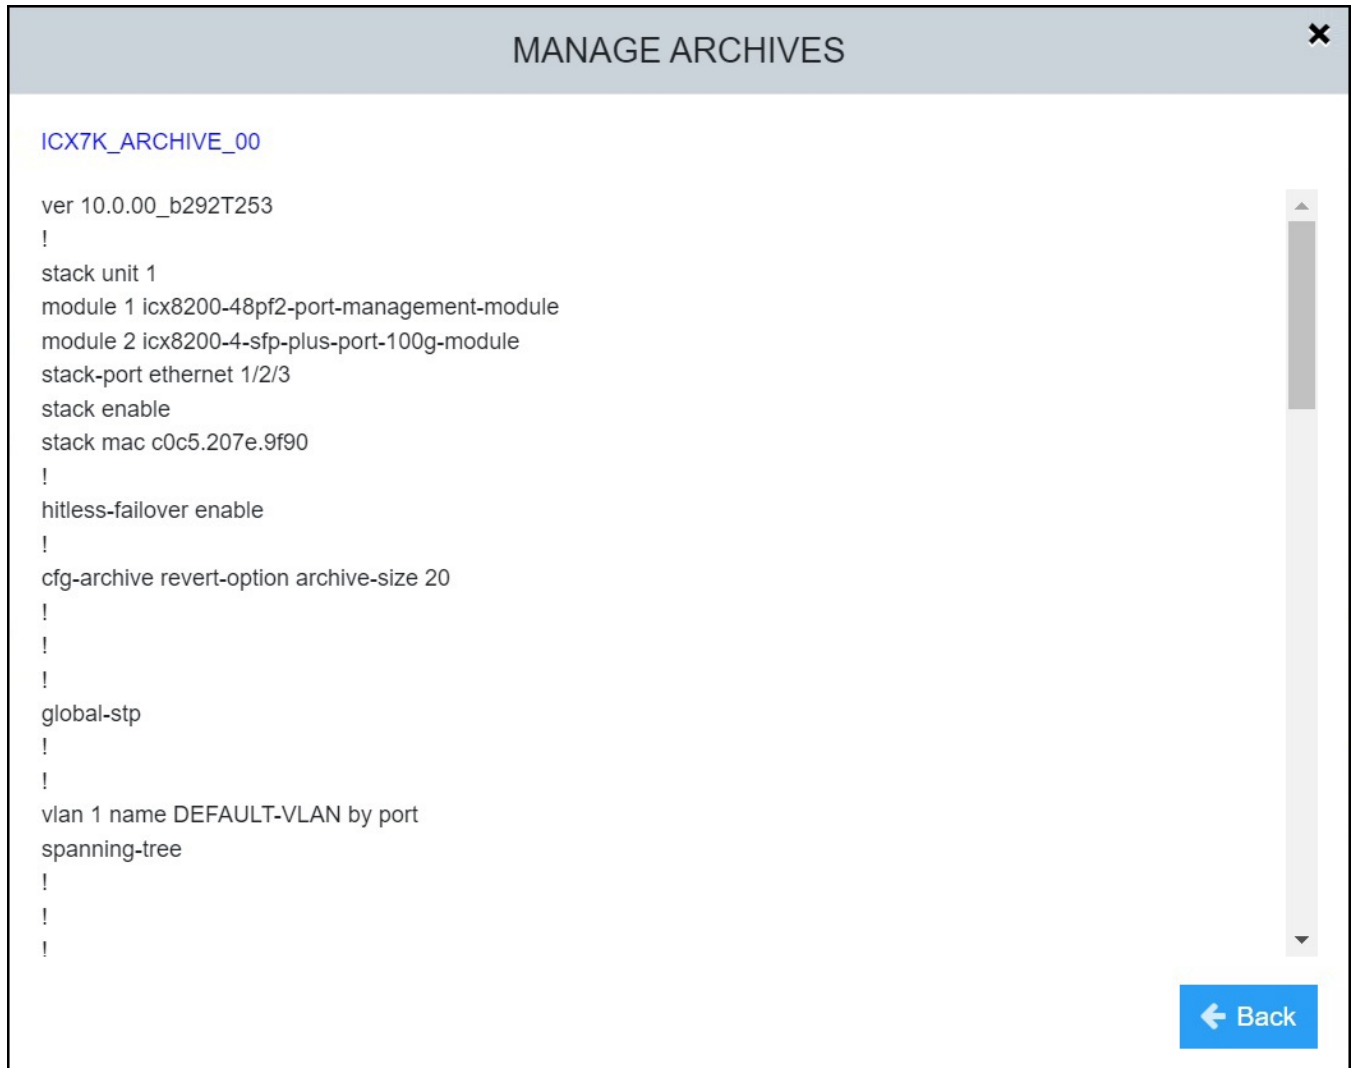 MANAGE ARCHIVES
ICX7K_ARCHIVE_00
ver 10.0.00_b292T253
!
stack unit 1
module 1 icx8200-48pf2-port-management-module
module 2 icx8200-4-sfp-plus-port-100g-module
stack-port ethernet 1/2/3
stack enable
stack mac c0c5.207e.9f90
!
hitless-failover enable
!
cfg-archive revert-option archive-size 20
!
!
!
global-stp
!
!
vlan 1 name DEFAULT-VLAN by port
spanning-tree
!
!
!
Back